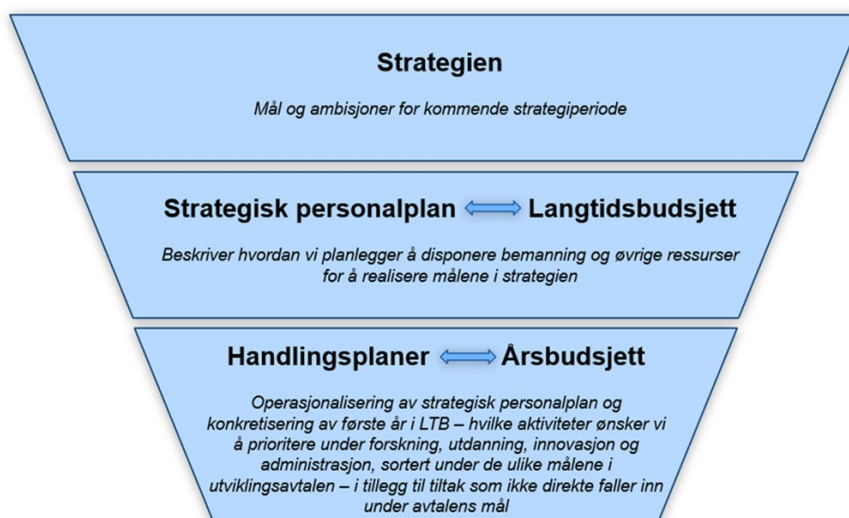 Strategien
Mål og ambisjoner for kommende strategiperiode
Strategisk personalplan Langtidsbudsjett
Beskriver hvordan vi planlegger å disponere bemanning og øvrige ressurser
for å realisere målene i strategien
Handlingsplaner Årsbudsjett
Operasjonalisering av strategisk personalplan og
konkretisering av første år i LTB – hvilke aktiviteter ønsker vi
å prioritere under forskning, utdanning, innovasjon og
administrasjon, sortert under de ulike målene i
utviklingsavtalen – i tillegg til tiltak som ikke direkte faller inn
under avtalens mål